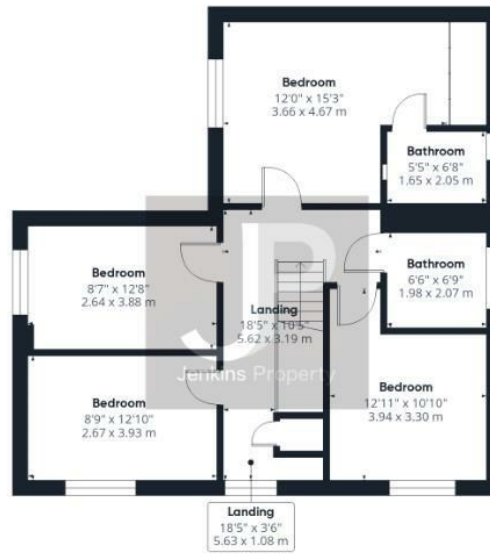 Bedroom
12'0" x 15'3"
3.66 x 4.67 m
Bathroom
5'5" x 6'8"
1.65 x 2.05 m
Bedroom
8'7" x 12'8"
2.64 x 3.88 m
Bathroom
6'6" x 6'9"
1.98 x 2.07 m
JP
Landing
18'5" x 10'5"
5.62 x 3.19 m
Jenkins Property
Bedroom
8'9" x 12'10"
2.67 x 3.93 m
Bedroom
12'11" x 10'10"
3.94 x 3.30 m
Landing
18'5" x 3'6"
5.63 x 1.08 m